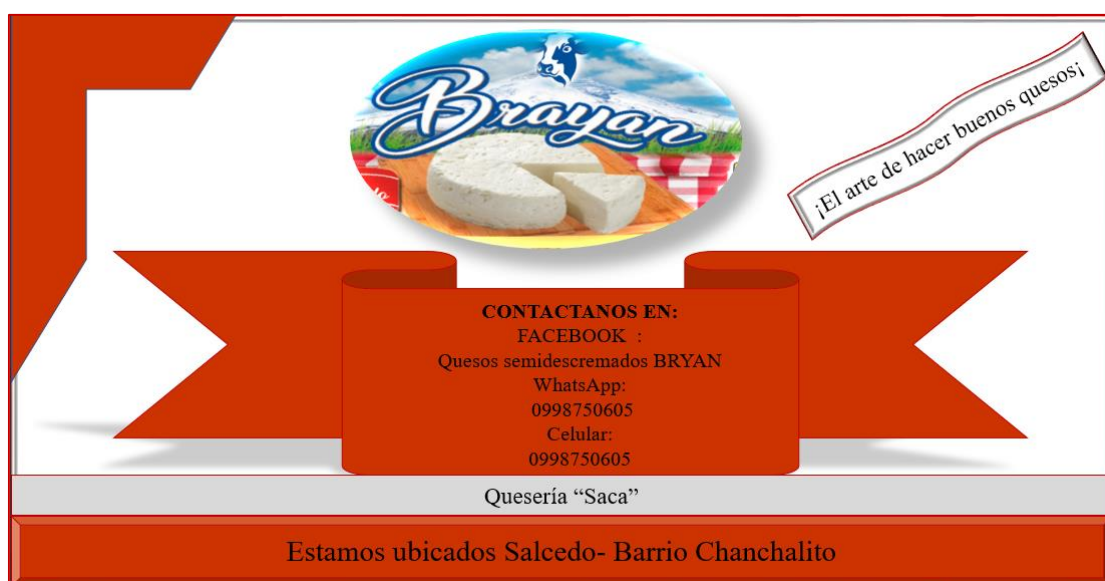 Brayan
¡El arte de hacer buenos quesos¡
CONTACTANOS EN:
FACEBOOK :
Quesos semidescremados BRYAN
WhatsApp:
0998750605
Celular:
0998750605
Quesería “Saca”
Estamos ubicados Salcedo- Barrio Chanchalito